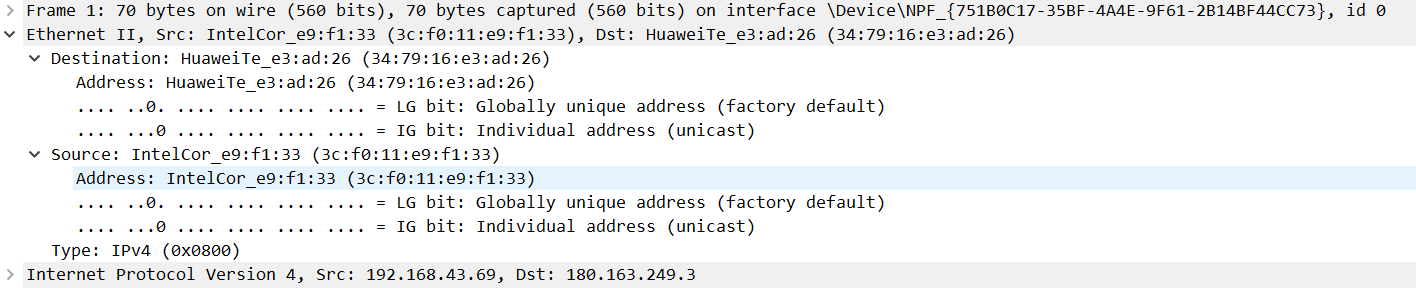 Frame 1: 70 bytes on wire (560 bits), 70 bytes captured (560 bits) on interface \Device\NPF_{751B0C17-35BF-4A4E-9F61-2B14BF44CC73}, id 0
Ethernet II, Src: IntelCor_e9:f1:33 (3c:f0:11:e9:f1:33), Dst: HuaweiTe_e3:ad:26 (34:79:16:e3:ad:26)
Destination: HuaweiTe_e3:ad:26 (34:79:16:e3:ad:26)
Address: HuaweiTe_e3:ad:26 (34:79:16:e3:ad:26)
.... ..0. .... .... .... .... = LG bit: Globally unique address (factory default)
.... ...0 .... .... .... .... = IG bit: Individual address (unicast)
Source: IntelCor_e9:f1:33 (3c:f0:11:e9:f1:33)
Address: IntelCor_e9:f1:33 (3c:f0:11:e9:f1:33)
.... ..0. .... .... .... .... = LG bit: Globally unique address (factory default)
.... ...0 .... .... .... .... = IG bit: Individual address (unicast)
Type: IPv4 (0x0800)
Internet Protocol Version 4, Src: 192.168.43.69, Dst: 180.163.249.3